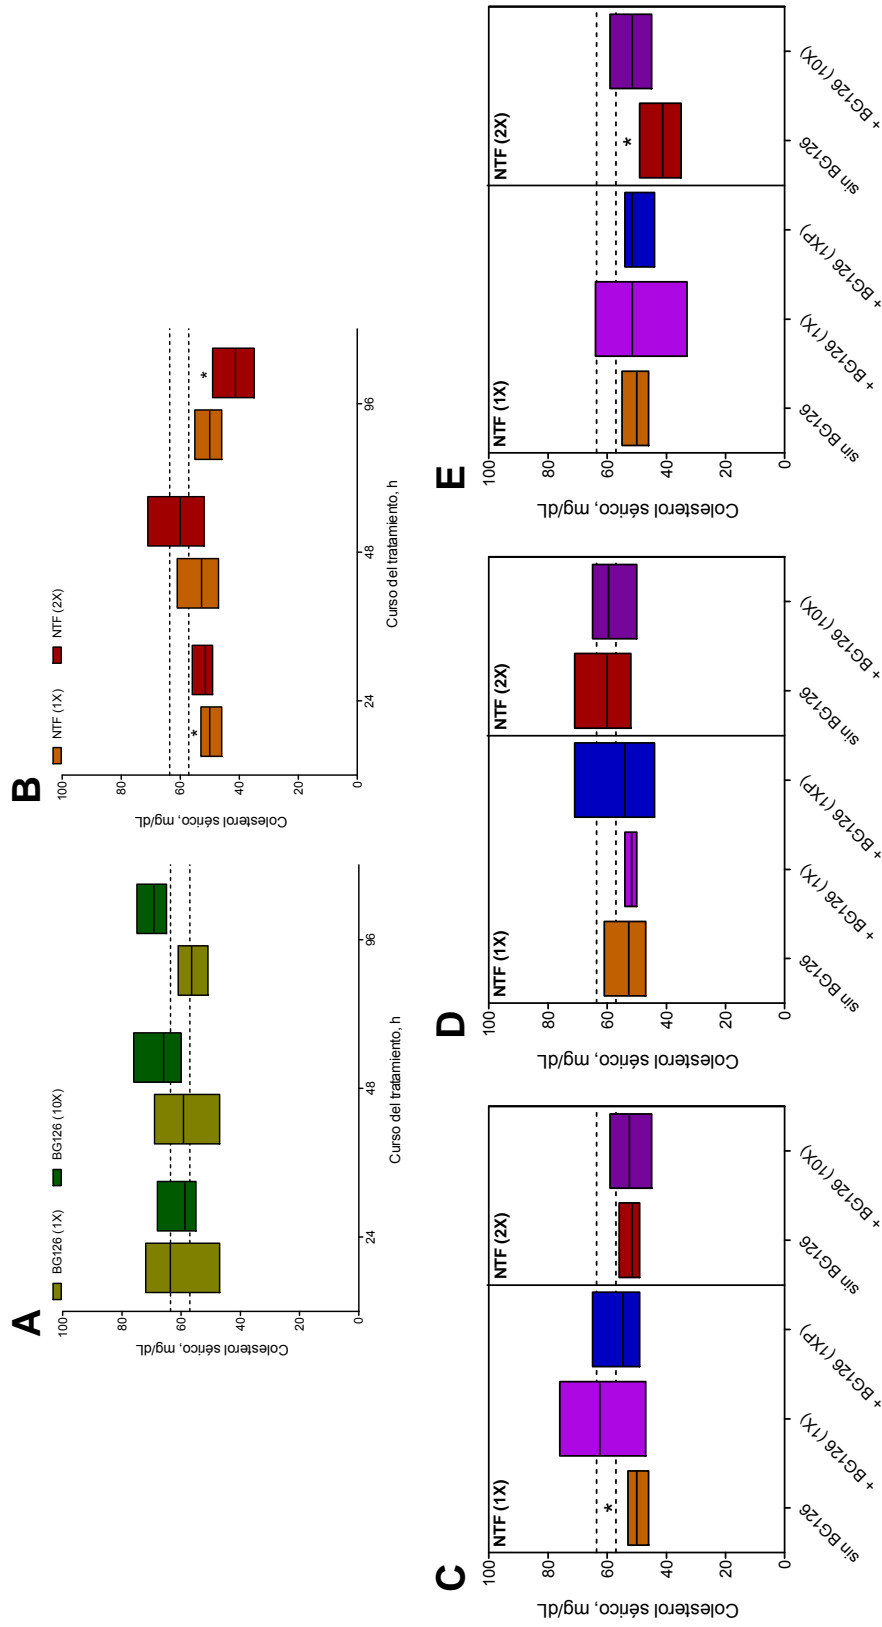 A
BG126 (1X)
BG126 (10X)
Colesterol sérico, mg/dL
100
80
60
40
20
0
24
48
96
Curso del tratamiento, h
B
NTF (1X)
NTF (2X)
Colesterol sérico, mg/dL
100
80
60
40
20
0
*
*
24
48
96
Curso del tratamiento, h
C
NTF (1X)
NTF (2X)
Colesterol sérico, mg/dL
100
80
60
40
20
0
*
sin BG126
+ BG126 (1X)
+ BG126 (1XP)
sin BG126
+ BG126 (10X)
D
NTF (1X)
NTF (2X)
Colesterol sérico, mg/dL
100
80
60
40
20
0
sin BG126
+ BG126 (1X)
+ BG126 (1XP)
sin BG126
+ BG126 (10X)
E
NTF (1X)
NTF (2X)
Colesterol sérico, mg/dL
100
80
60
40
20
0
*
sin BG126
+ BG126 (1X)
+ BG126 (1XP)
sin BG126
+ BG126 (10X)